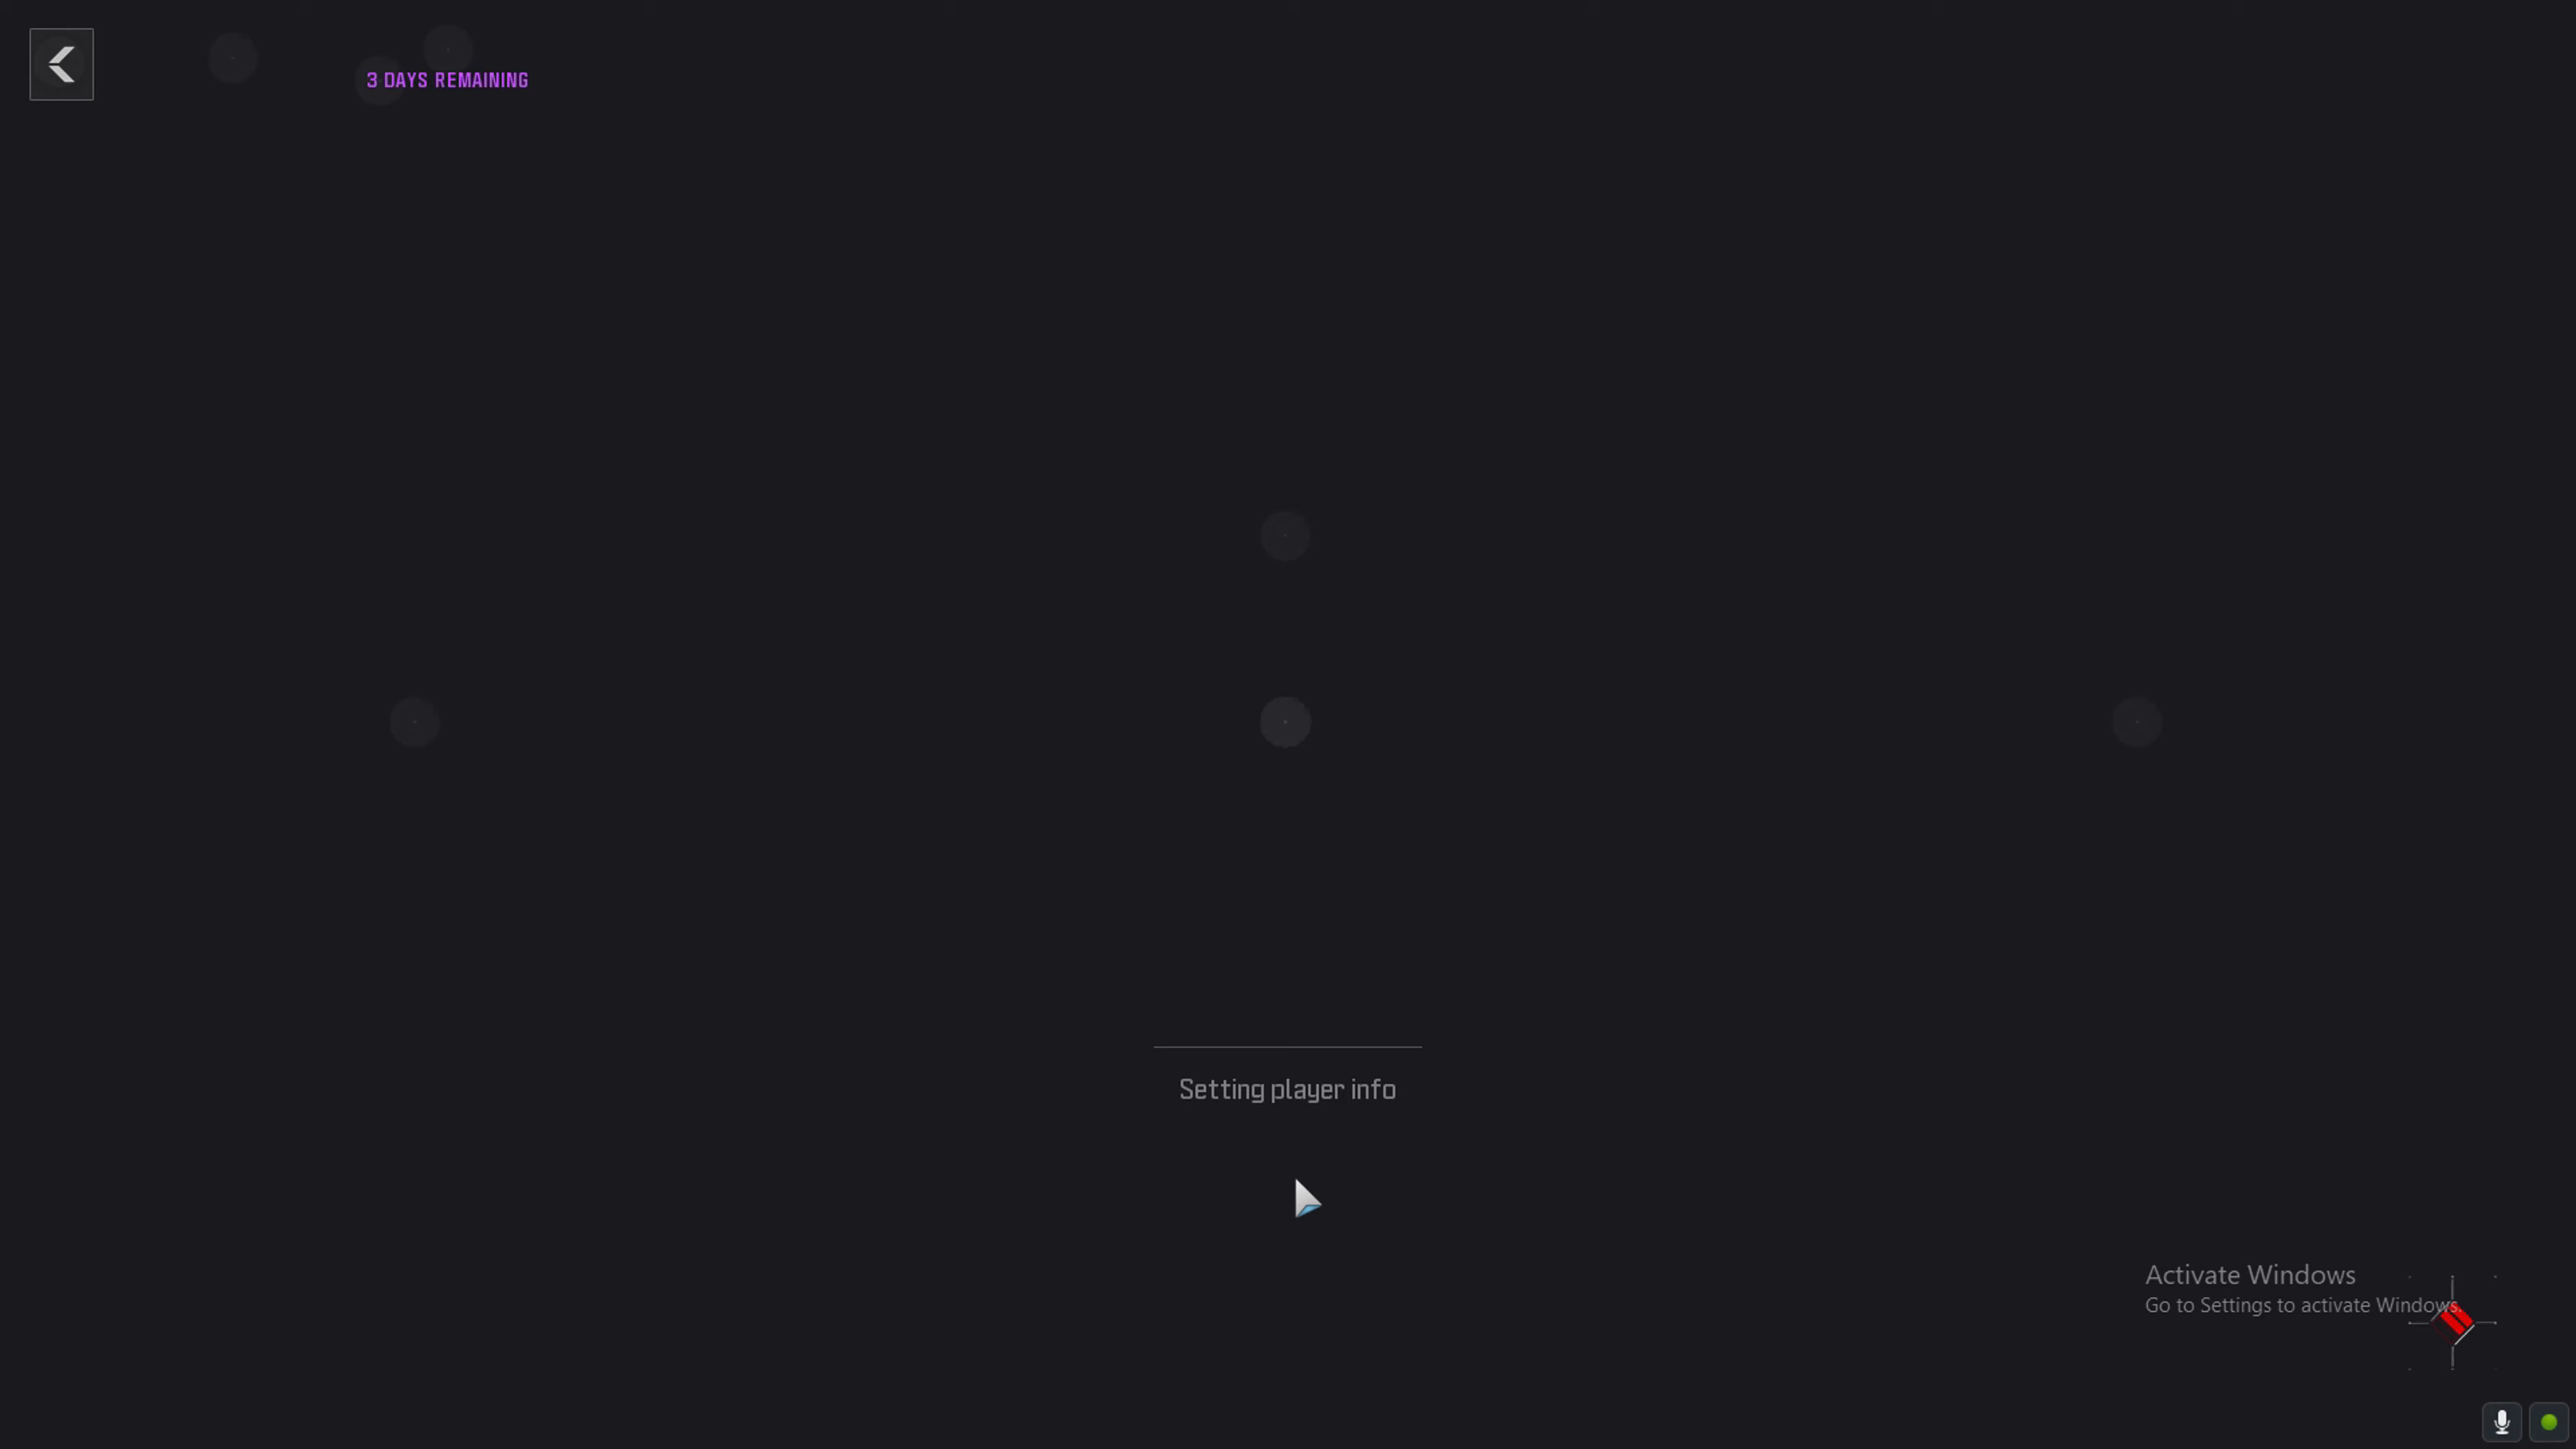 3 DAYS REMAINING
Setting player info
Activate Windows
Go to Settings to activate Windows.